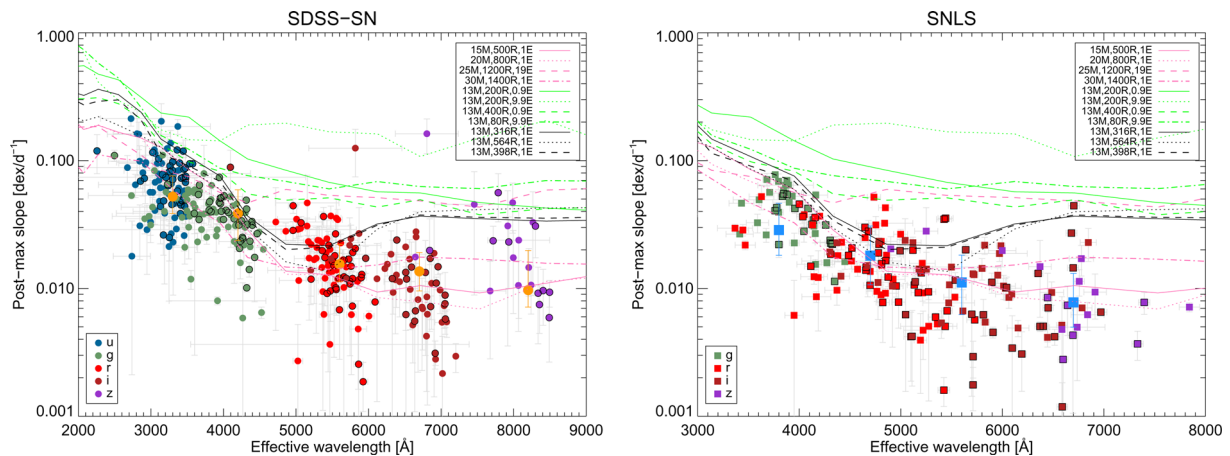 SDSS−SN
Post−max slope [dex/d⁻¹]
1.000
0.100
0.010
0.001
15M,500R,1E
20M,800R,1E
25M,1200R,19E
30M,1400R,1E
13M,200R,0.9E
13M,200R,9.9E
13M,400R,0.9E
13M,80R,9.9E
13M,316R,1E
13M,564R,1E
13M,398R,1E
u
g
r
i
z
2000 3000 4000 5000 6000 7000 8000 9000
Effective wavelength [Å]
SNLS
Post−max slope [dex/d⁻¹]
1.000
0.100
0.010
0.001
15M,500R,1E
20M,800R,1E
25M,1200R,19E
30M,1400R,1E
13M,200R,0.9E
13M,200R,9.9E
13M,400R,0.9E
13M,80R,9.9E
13M,316R,1E
13M,564R,1E
13M,398R,1E
g
r
i
z
3000 4000 5000 6000 7000 8000
Effective wavelength [Å]